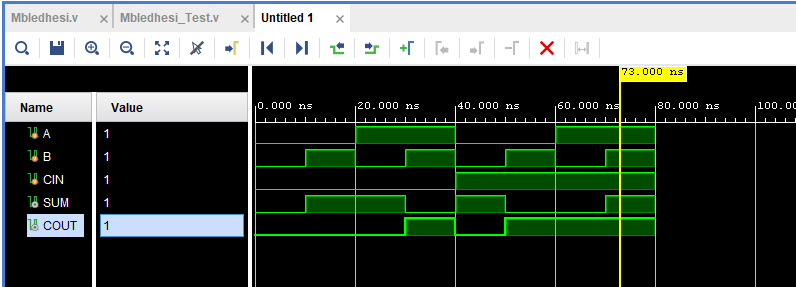 Mbledhesi.v × Mbledhesi_Test.v × Untitled 1 ×
73.000 ns
Name Value
0.000 ns 20.000 ns 40.000 ns 60.000 ns 80.000 ns 100.0
A 1
B 1
CIN 1
SUM 1
COUT 1